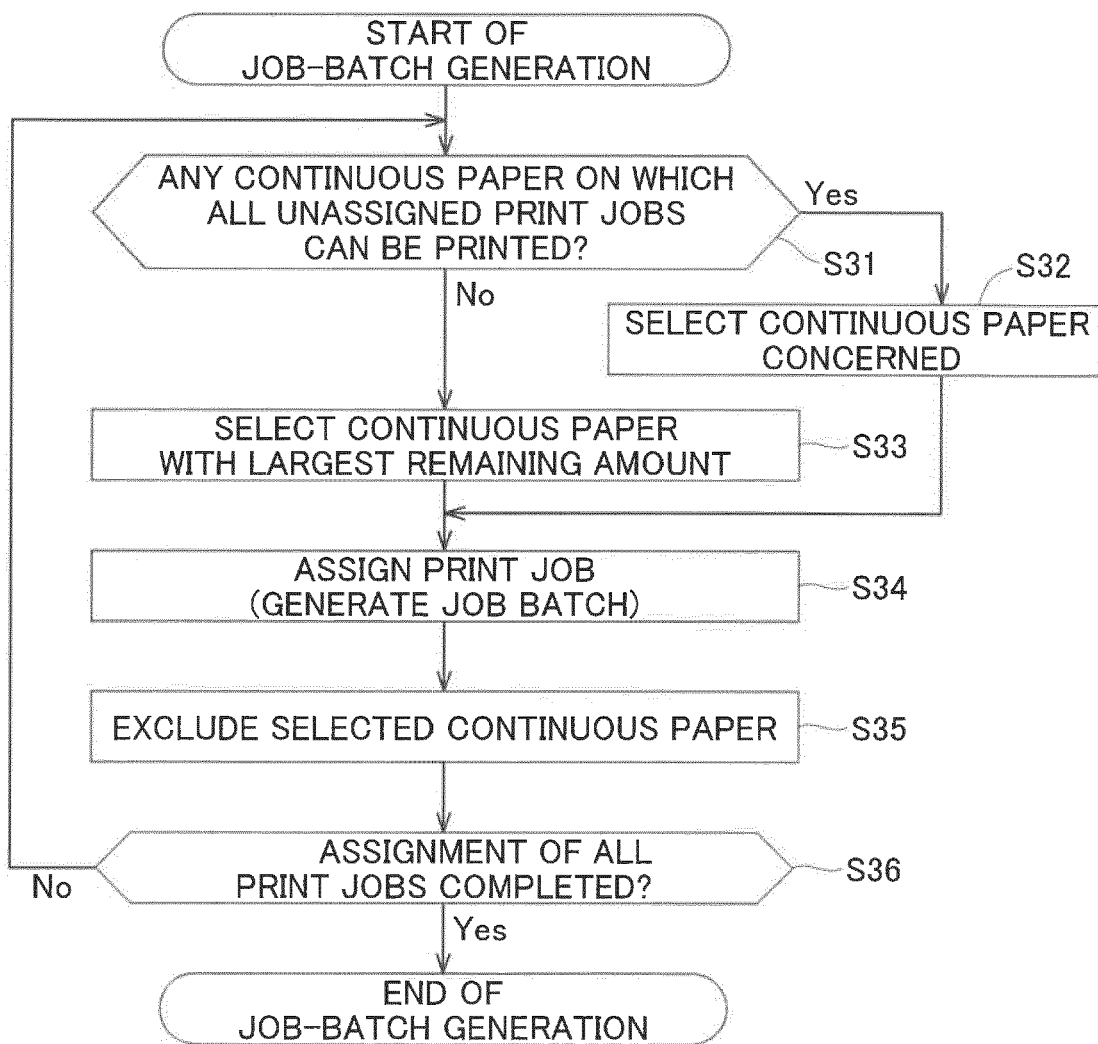 START OF
JOB-BATCH GENERATION
ANY CONTINUOUS PAPER ON WHICH
ALL UNASSIGNED PRINT JOBS
CAN BE PRINTED?
Yes
S31
No
S32
SELECT CONTINUOUS PAPER
CONCERNED
SELECT CONTINUOUS PAPER
WITH LARGEST REMAINING AMOUNT
S33
ASSIGN PRINT JOB
(GENERATE JOB BATCH)
S34
EXCLUDE SELECTED CONTINUOUS PAPER
S35
ASSIGNMENT OF ALL
PRINT JOBS COMPLETED?
S36
No
Yes
END OF
JOB-BATCH GENERATION